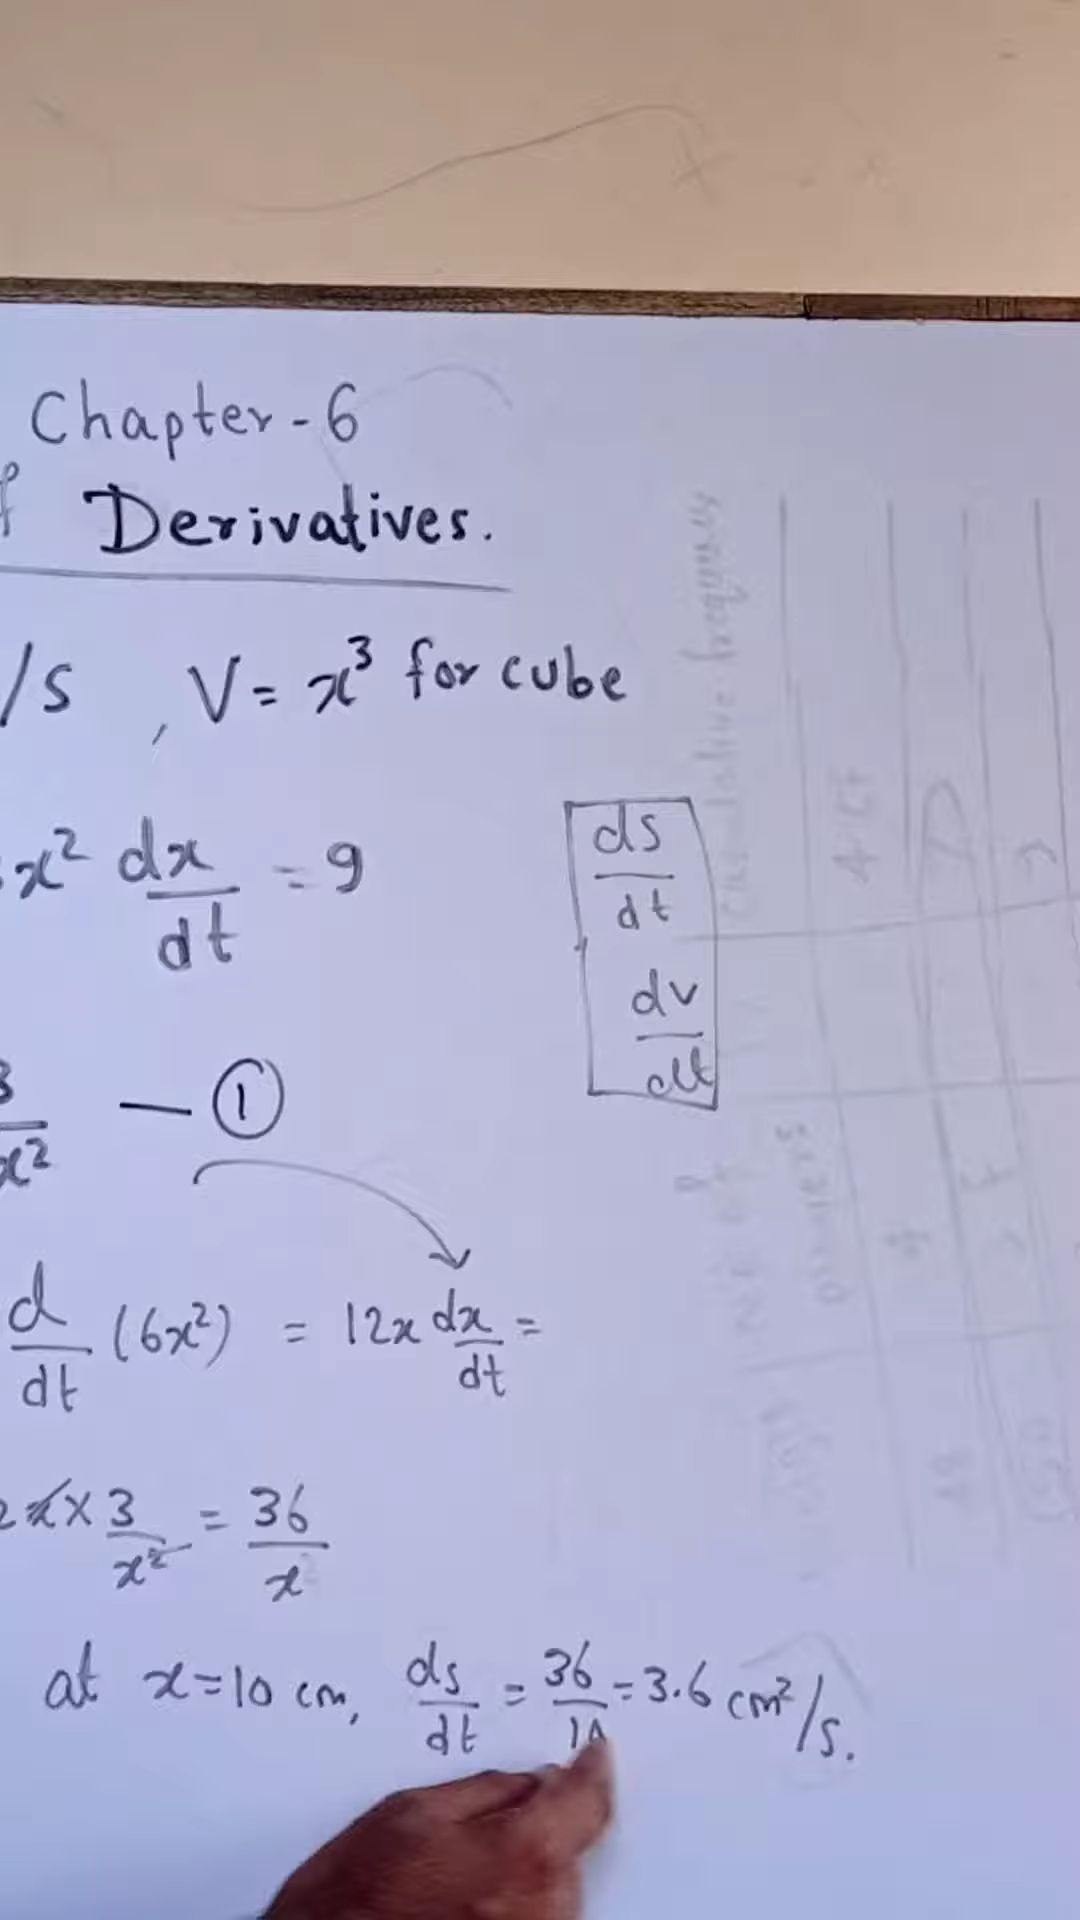 Chapter-6
f Derivatives.
/s , V = x³ for cube
x² dx/dt = 9
ds/dt
dv/dt
3/x² — ①
d/dt (6x²) = 12x dx/dt =
2x × 3/x² = 36/x
at x=10 cm, ds/dt = 36/10 = 3.6 cm²/s.